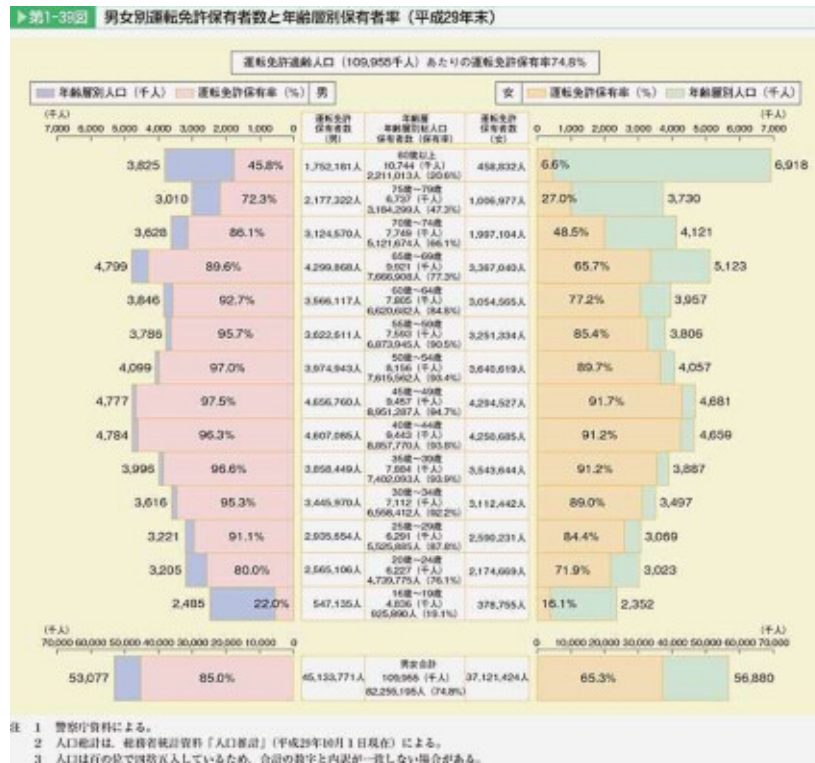 ▶第1-39図 男女別運転免許保有者数と年齢層別保有者率（平成29年末）
運転免許適齢人口（109,955千人）あたりの運転免許保有率74.8%
年齢層別人口（千人） 運転免許保有率（%） 男
女 運転免許保有率（%） 年齢層別人口（千人）
(千人) (千人)
7,000 6,000 5,000 4,000 3,000 2,000 1,000 0
運転免許保有者数（男）
年齢層
年齢層別総人口
保有者数（保有率）
運転免許保有者数（女）
0 1,000 2,000 3,000 4,000 5,000 6,000 7,000
80歳以上
3,825 45.8% 1,752,181人 10,744（千人） 458,832人 6.6% 6,918
2,211,013人（20.6%）
75歳〜79歳
3,010 72.3% 2,177,322人 6,737（千人） 1,006,977人 27.0% 3,730
3,184,299人（47.3%）
70歳〜74歳
3,628 86.1% 3,124,570人 7,749（千人） 1,997,104人 48.5% 4,121
5,121,674人（66.1%）
65歳〜69歳
4,799 89.6% 4,299,868人 9,921（千人） 3,367,040人 65.7% 5,123
7,666,908人（77.3%）
60歳〜64歳
3,846 92.7% 3,566,117人 7,805（千人） 3,054,565人 77.2% 3,957
6,620,682人（84.8%）
55歳〜59歳
3,786 95.7% 3,622,611人 7,593（千人） 3,251,334人 85.4% 3,806
6,873,945人（90.5%）
50歳〜54歳
4,099 97.0% 3,974,943人 8,156（千人） 3,640,619人 89.7% 4,057
7,615,562人（93.4%）
45歳〜49歳
4,777 97.5% 4,656,760人 9,457（千人） 4,294,527人 91.7% 4,681
8,951,287人（94.7%）
40歳〜44歳
4,784 96.3% 4,607,085人 9,443（千人） 4,250,685人 91.2% 4,659
8,857,770人（93.8%）
35歳〜39歳
3,996 96.6% 3,858,449人 7,884（千人） 3,543,644人 91.2% 3,887
7,402,093人（93.9%）
30歳〜34歳
3,616 95.3% 3,445,970人 7,112（千人） 3,112,442人 89.0% 3,497
6,558,412人（92.2%）
25歳〜29歳
3,221 91.1% 2,935,654人 6,291（千人） 2,590,231人 84.4% 3,069
5,525,885人（87.8%）
20歳〜24歳
3,205 80.0% 2,565,106人 6,227（千人） 2,174,669人 71.9% 3,023
4,739,775人（76.1%）
16歳〜19歳
2,485 22.0% 547,135人 4,836（千人） 378,755人 16.1% 2,352
925,890人（19.1%）
(千人) (千人)
70,000 60,000 50,000 40,000 30,000 20,000 10,000 0 0 10,000 20,000 30,000 40,000 50,000 60,000 70,000
男女合計
53,077 85.0% 45,133,771人 109,955（千人） 37,121,424人 65.3% 56,880
82,255,195人（74.8%）
注 1 警察庁資料による。
2 人口総計は、総務省統計資料「人口推計」（平成29年10月1日現在）による。
3 人口は百の位で四捨五入しているため、合計の数字と内訳が一致しない場合がある。